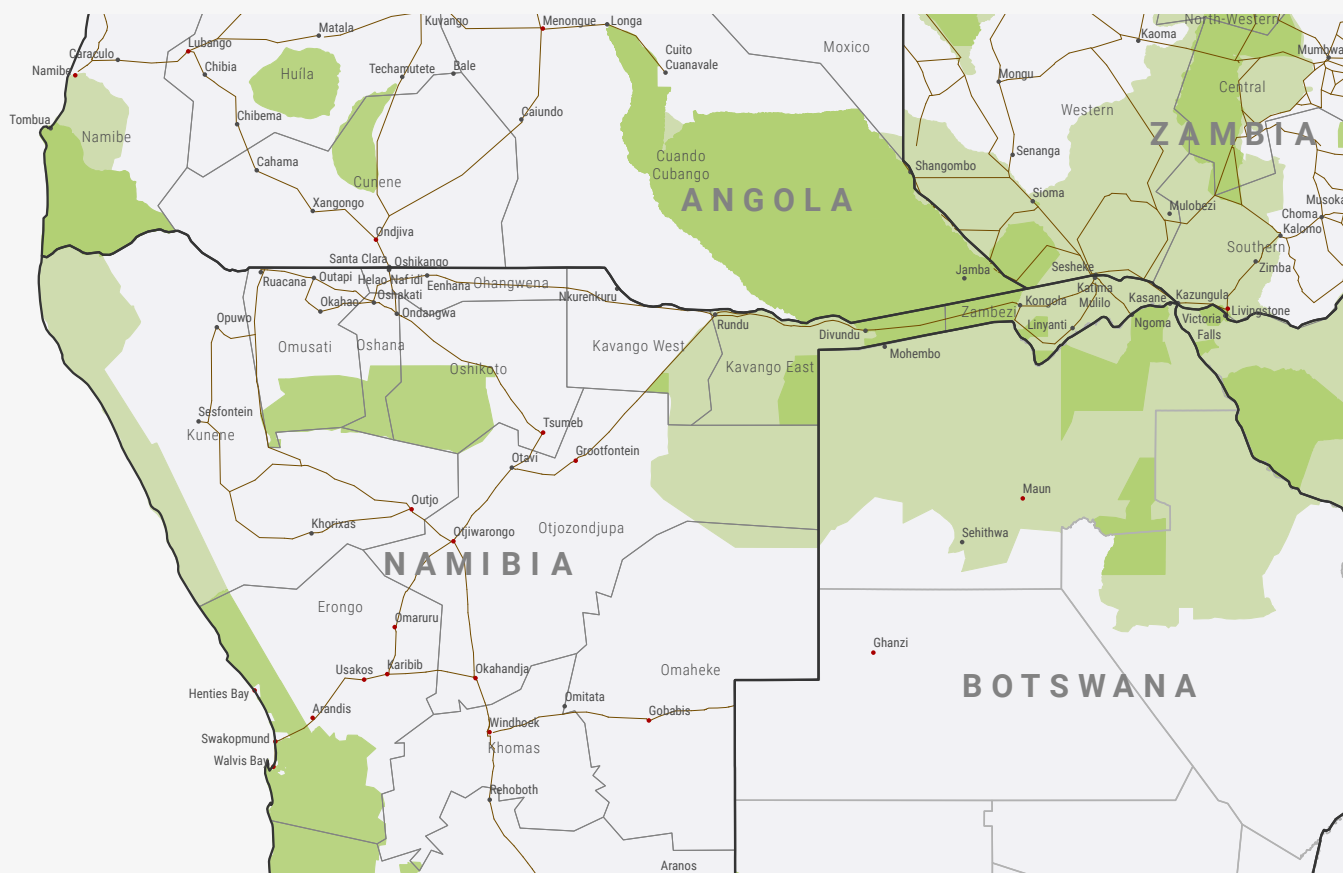 Matala
Kuvango
Menongue
Longa
North-Western
Kaoma
Lubango
Caraculo
Cuito
Cuanavale
Moxico
Mumbwa
Namibe
Chibia
Huíla
Techamutete
Bale
Mongu
Central
Tombua
Namibe
Chibema
Caiundo
Western
ZAMBIA
Cahama
Cuando
Cubango
Senanga
Shangombo
Cunene
ANGOLA
Sioma
Mulobezi
Musoka
Xangongo
Choma
Kalomo
Ondjiva
Southern
Santa Clara
Oshikango
Jamba
Sesheke
Zimba
Ruacana
Outapi
Helao Nafidi
Eenhana
Ohangwena
Nkurenkuru
Katima
Mulilo
Okahao
Oshakati
Ondangwa
Kongola
Kasane
Kazungula
Opuwo
Zambezi
Livingstone
Rundu
Divundu
Linyanti
Ngoma
Victoria
Falls
Omusati
Oshana
Kavango West
Mohembo
Oshikoto
Kavango East
Sesfontein
Kunene
Tsumeb
Grootfontein
Otavi
Maun
Outjo
Khorixas
Otjiwarongo
Otjozondjupa
Sehithwa
NAMIBIA
Erongo
Omaruru
Ghanzi
Usakos
Karibib
Okahandja
Omaheke
BOTSWANA
Henties Bay
Omitata
Arandis
Gobabis
Windhoek
Swakopmund
Khomas
Walvis Bay
Rehoboth
Aranos